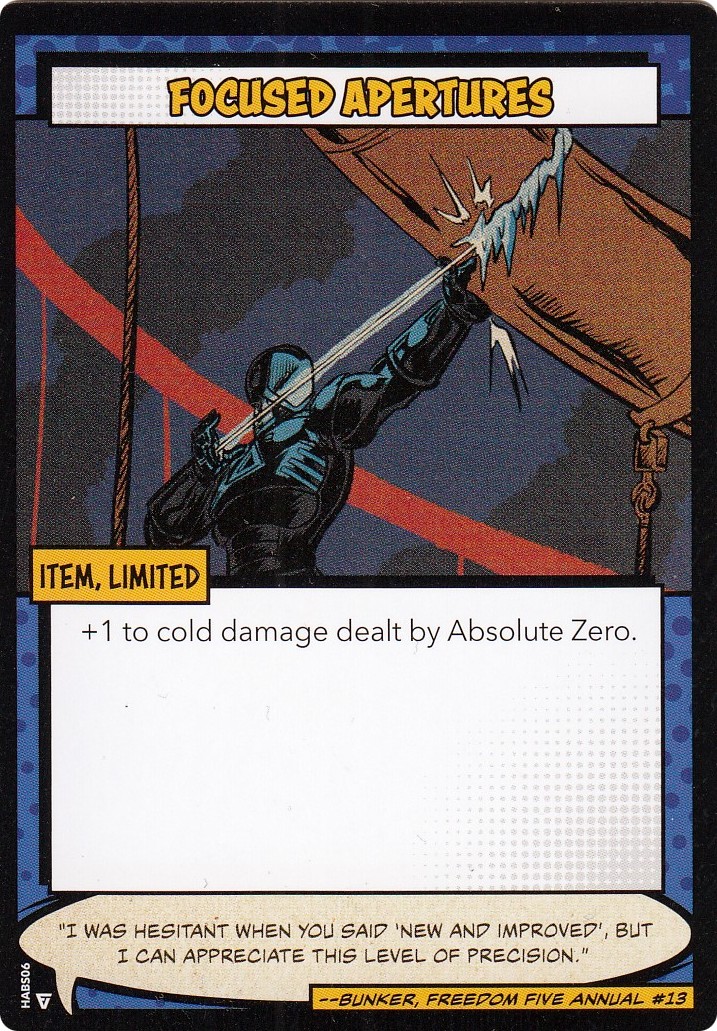 FOCUSED APERTURES
ITEM, LIMITED
+1 to cold damage dealt by Absolute Zero.
"I WAS HESITANT WHEN YOU SAID 'NEW AND IMPROVED', BUT
I CAN APPRECIATE THIS LEVEL OF PRECISION."
--BUNKER, FREEDOM FIVE ANNUAL #13
HABS06